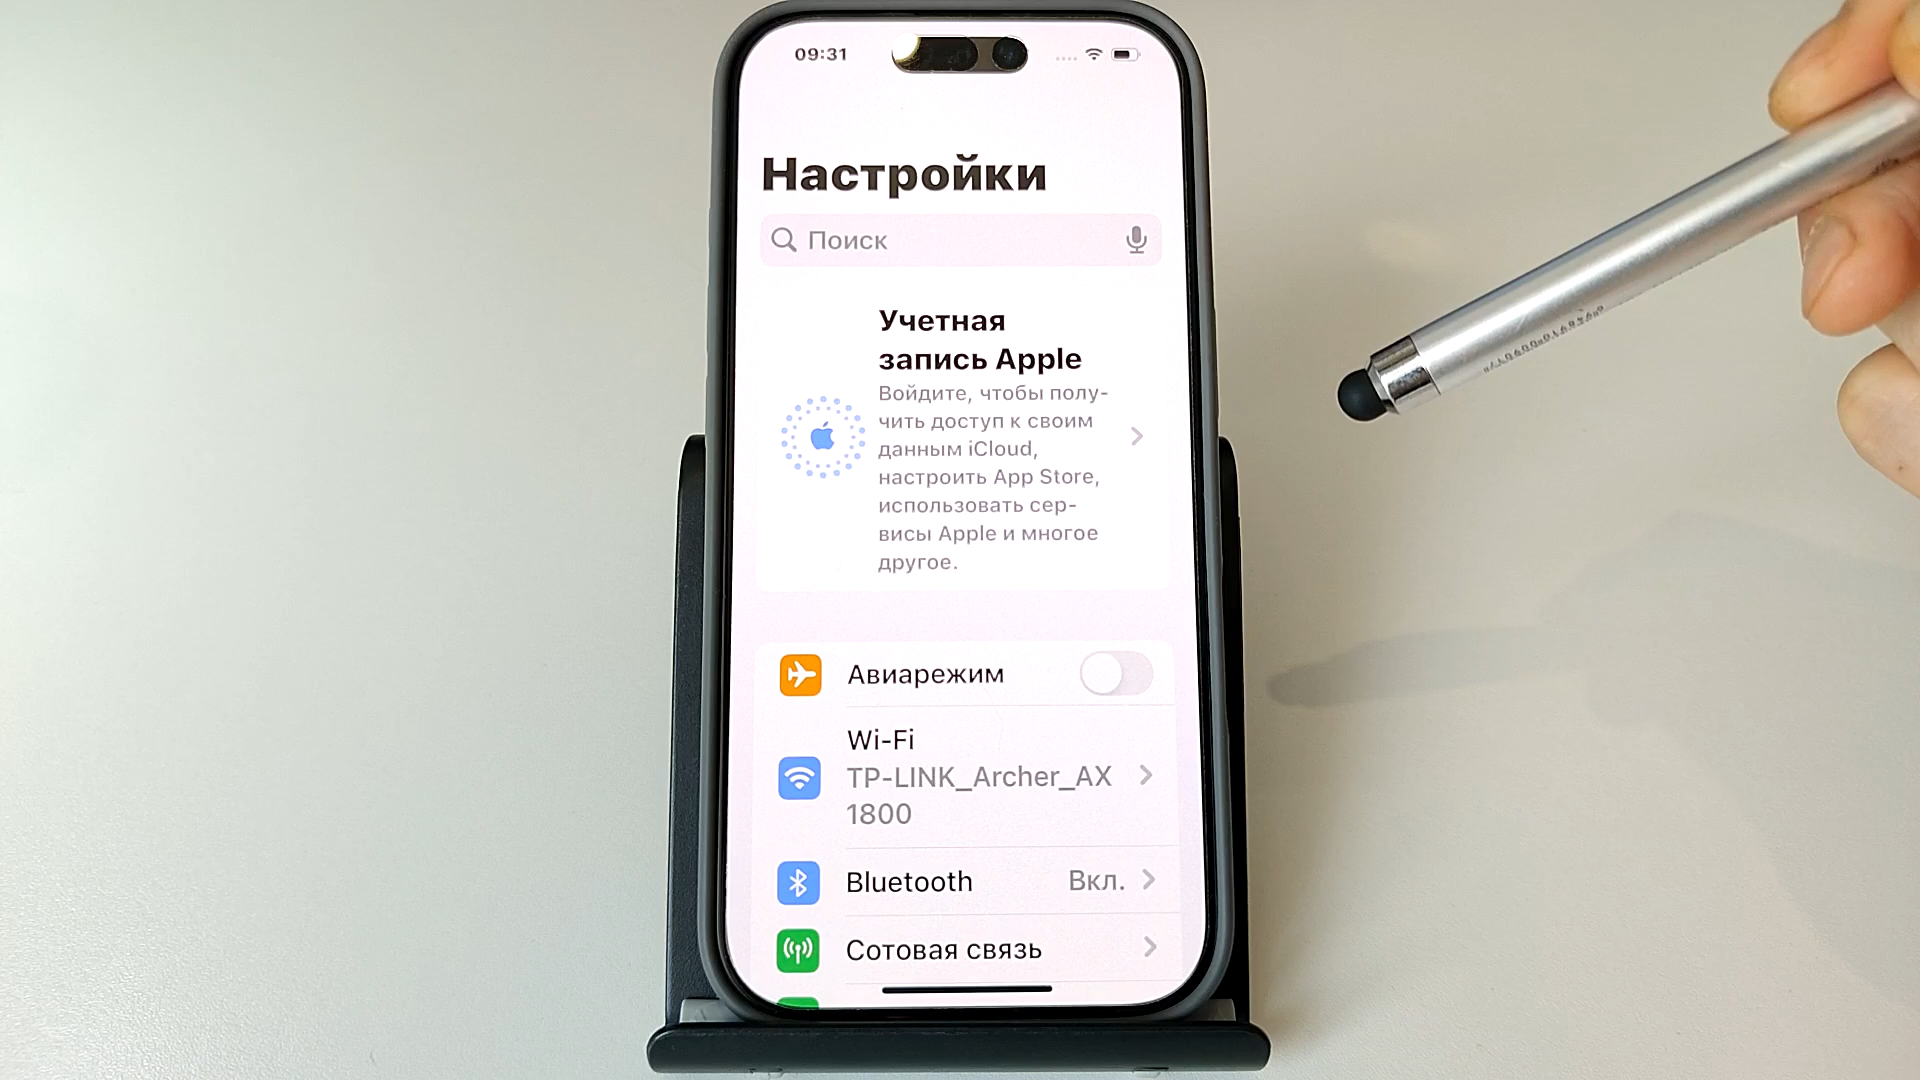 09:31
Настройки
Поиск
Учетная
запись Apple
Войдите, чтобы полу-
чить доступ к своим
данным iCloud,
настроить App Store,
использовать сер-
висы Apple и многое
другое.
Авиарежим
Wi-Fi
TP-LINK_Archer_AX
1800
Bluetooth Вкл.
Сотовая связь